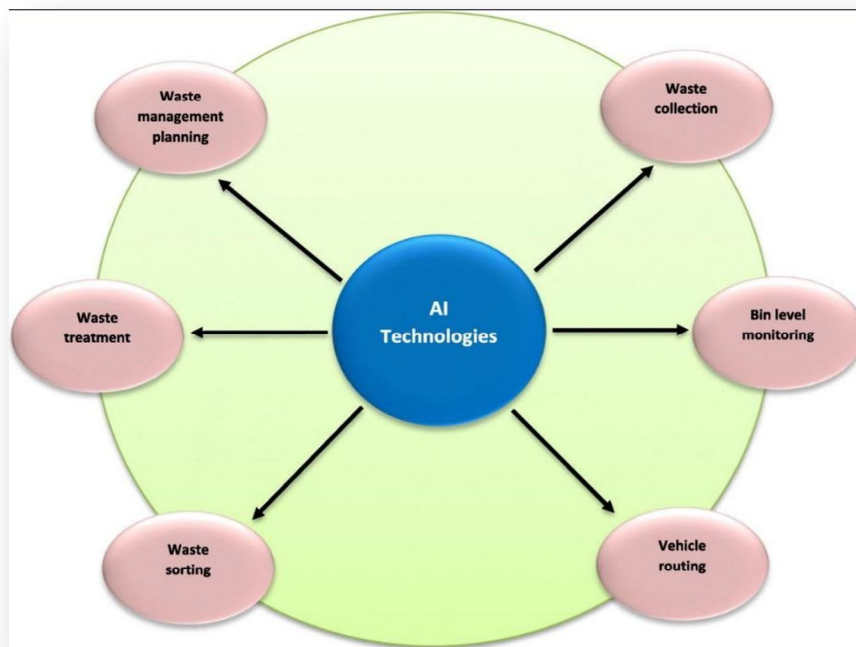 Waste
management
planning
Waste
collection
Waste
treatment
AI
Technologies
Bin level
monitoring
Waste
sorting
Vehicle
routing